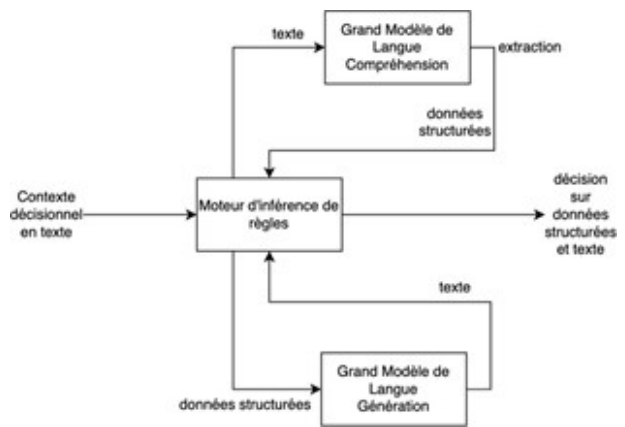 texte
Grand Modèle de
Langue
Compréhension
extraction
données
structurées
Contexte
décisionnel
en texte
Moteur d'inférence de
règles
décision
sur
données
structurées
et texte
texte
Grand Modèle de
Langue
Génération
données structurées